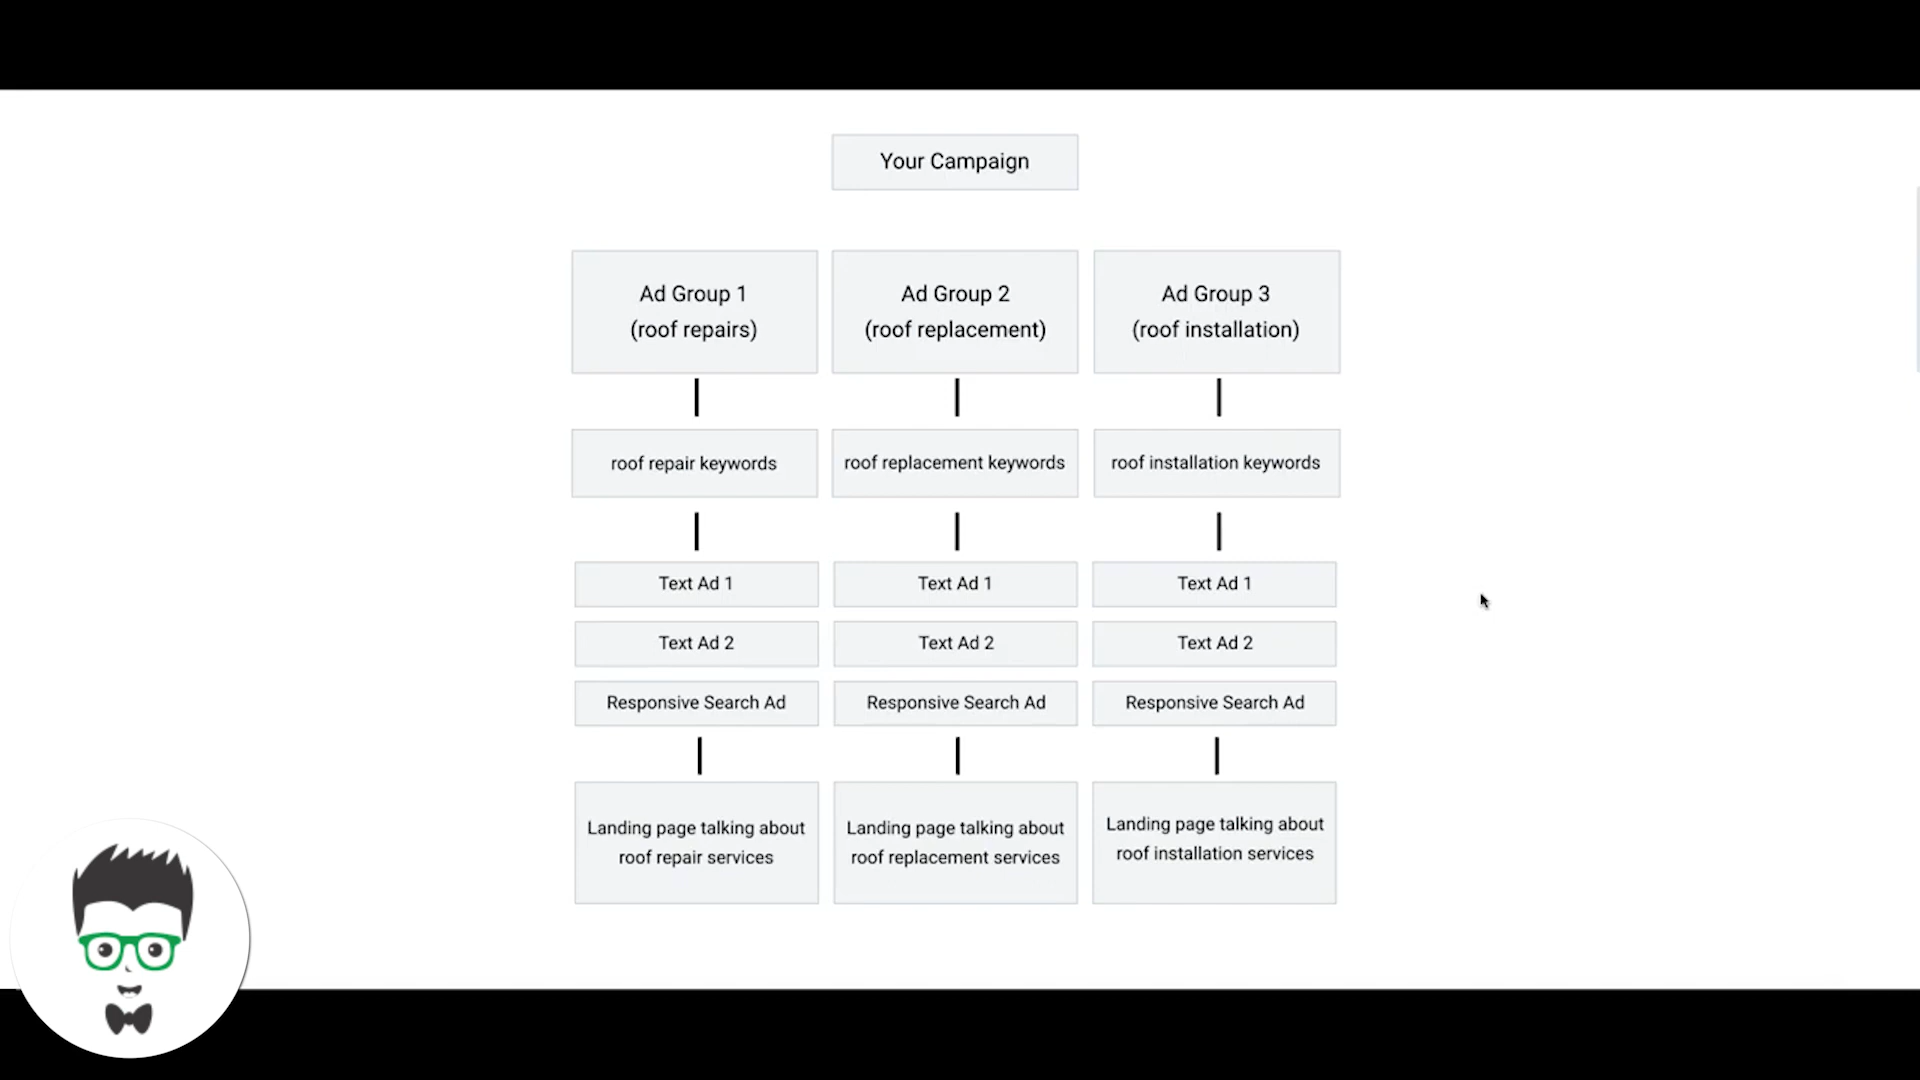 Your Campaign
Ad Group 1
(roof repairs)
Ad Group 2
(roof replacement)
Ad Group 3
(roof installation)
roof repair keywords
roof replacement keywords
roof installation keywords
Text Ad 1
Text Ad 1
Text Ad 1
Text Ad 2
Text Ad 2
Text Ad 2
Responsive Search Ad
Responsive Search Ad
Responsive Search Ad
Landing page talking about
roof repair services
Landing page talking about
roof replacement services
Landing page talking about
roof installation services